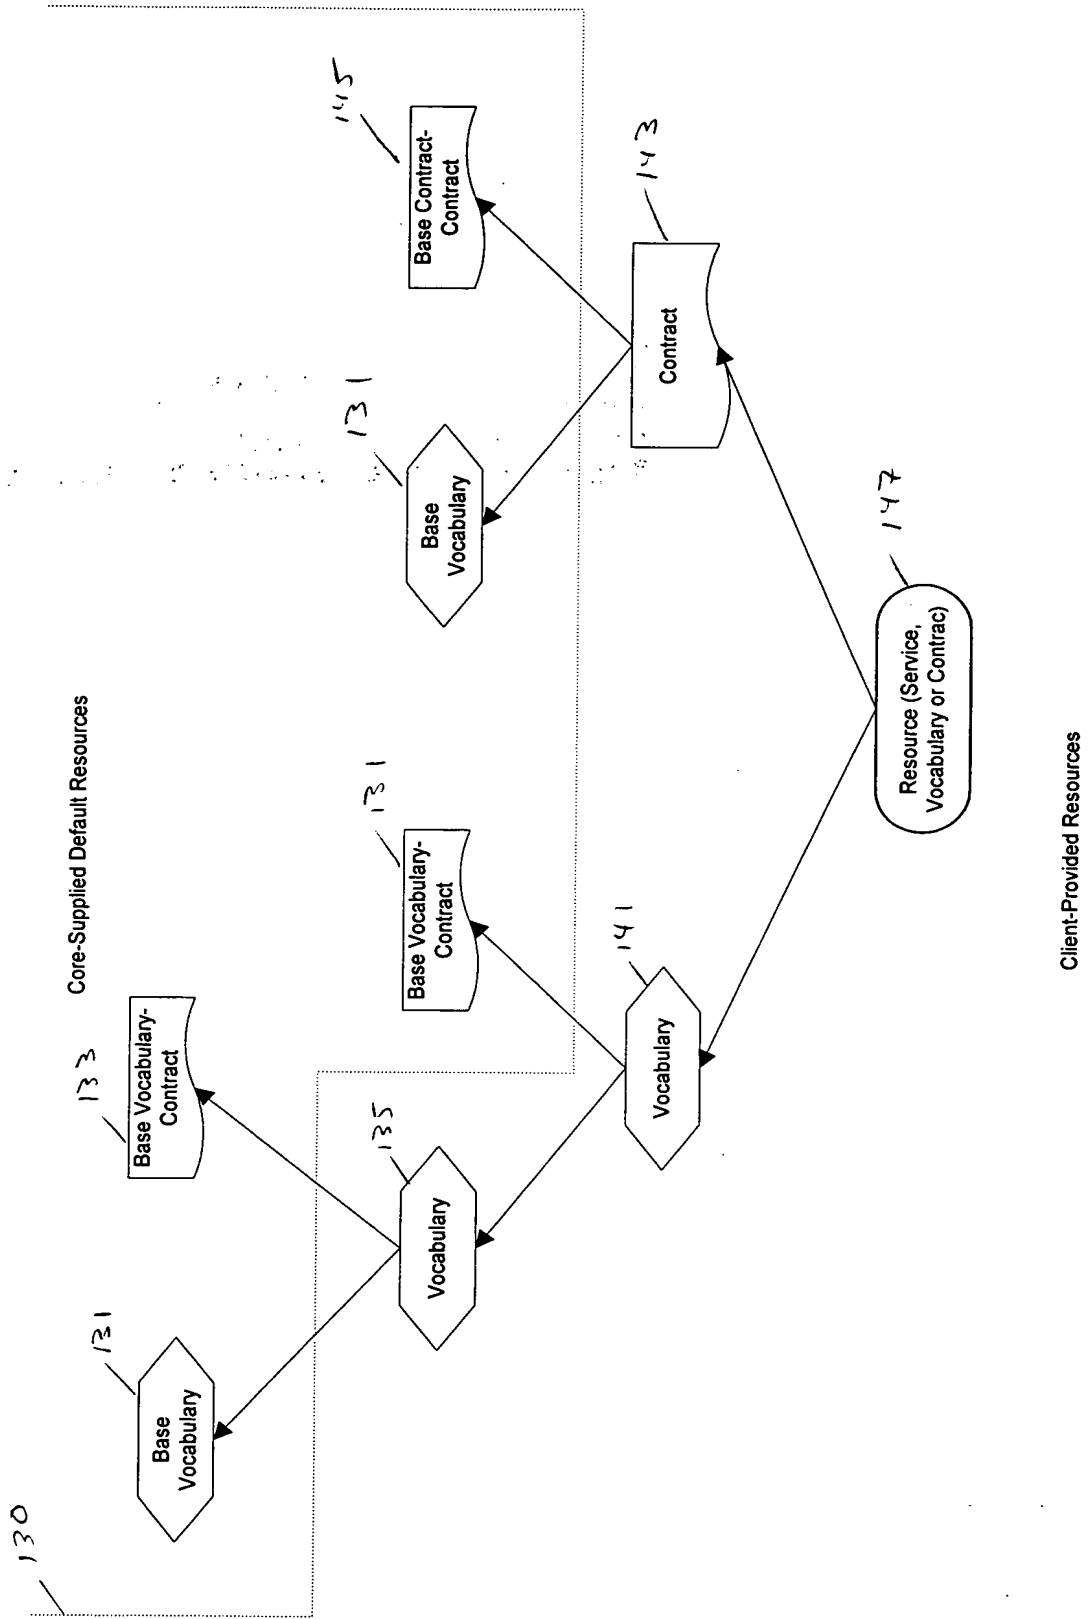 130
Core-Supplied Default Resources
131
Base
Vocabulary
133
Base Vocabulary-
Contract
135
Vocabulary
131
Base Vocabulary-
Contract
131
Base
Vocabulary
145
Base Contract-
Contract
141
Vocabulary
143
Contract
147
Resource (Service,
Vocabulary or Contrac)
Client-Provided Resources